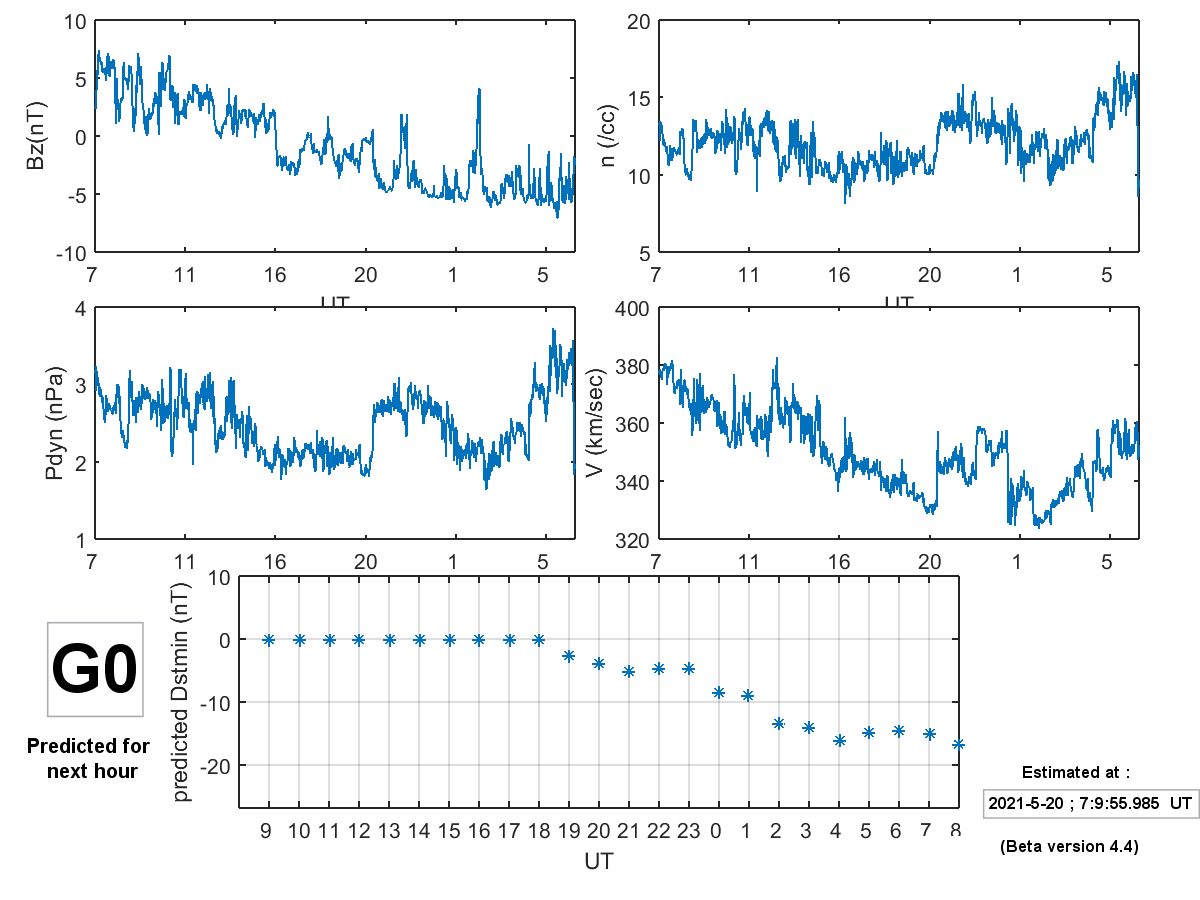 10
5
0
-5
-10
Bz(nT)
7 11 16 20 1 5
UT
20
15
10
5
n (/cc)
7 11 16 20 1 5
UT
4
3
2
1
Pdyn (nPa)
7 11 16 20 1 5
400
380
360
340
320
V (km/sec)
7 11 16 20 1 5
10
0
-10
-20
predicted Dstmin (nT)
9 10 11 12 13 14 15 16 17 18 19 20 21 22 23 0 1 2 3 4 5 6 7 8
UT
G0
Predicted for
next hour
Estimated at :
2021-5-20 ; 7:9:55.985 UT
(Beta version 4.4)